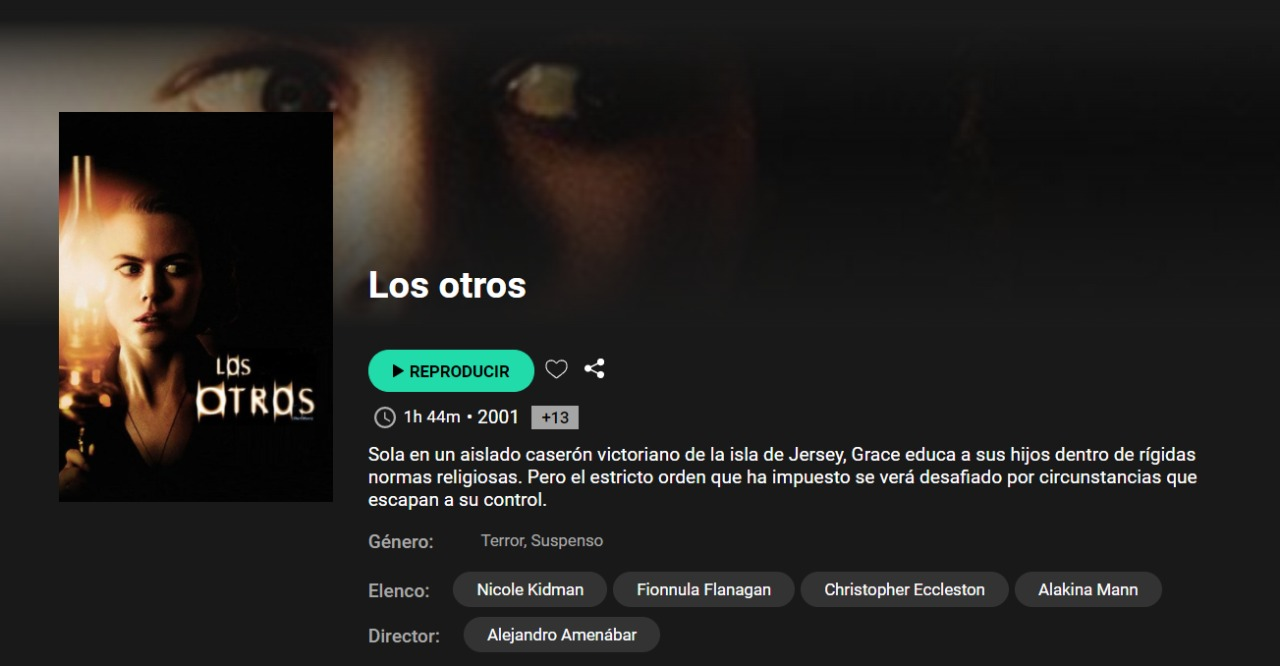 LOS
OTROS
Los otros
REPRODUCIR
1h 44m • 2001 +13
Sola en un aislado caserón victoriano de la isla de Jersey, Grace educa a sus hijos dentro de rígidas
normas religiosas. Pero el estricto orden que ha impuesto se verá desafiado por circunstancias que
escapan a su control.
Género: Terror, Suspenso
Elenco: Nicole Kidman Fionnula Flanagan Christopher Eccleston Alakina Mann
Director: Alejandro Amenábar